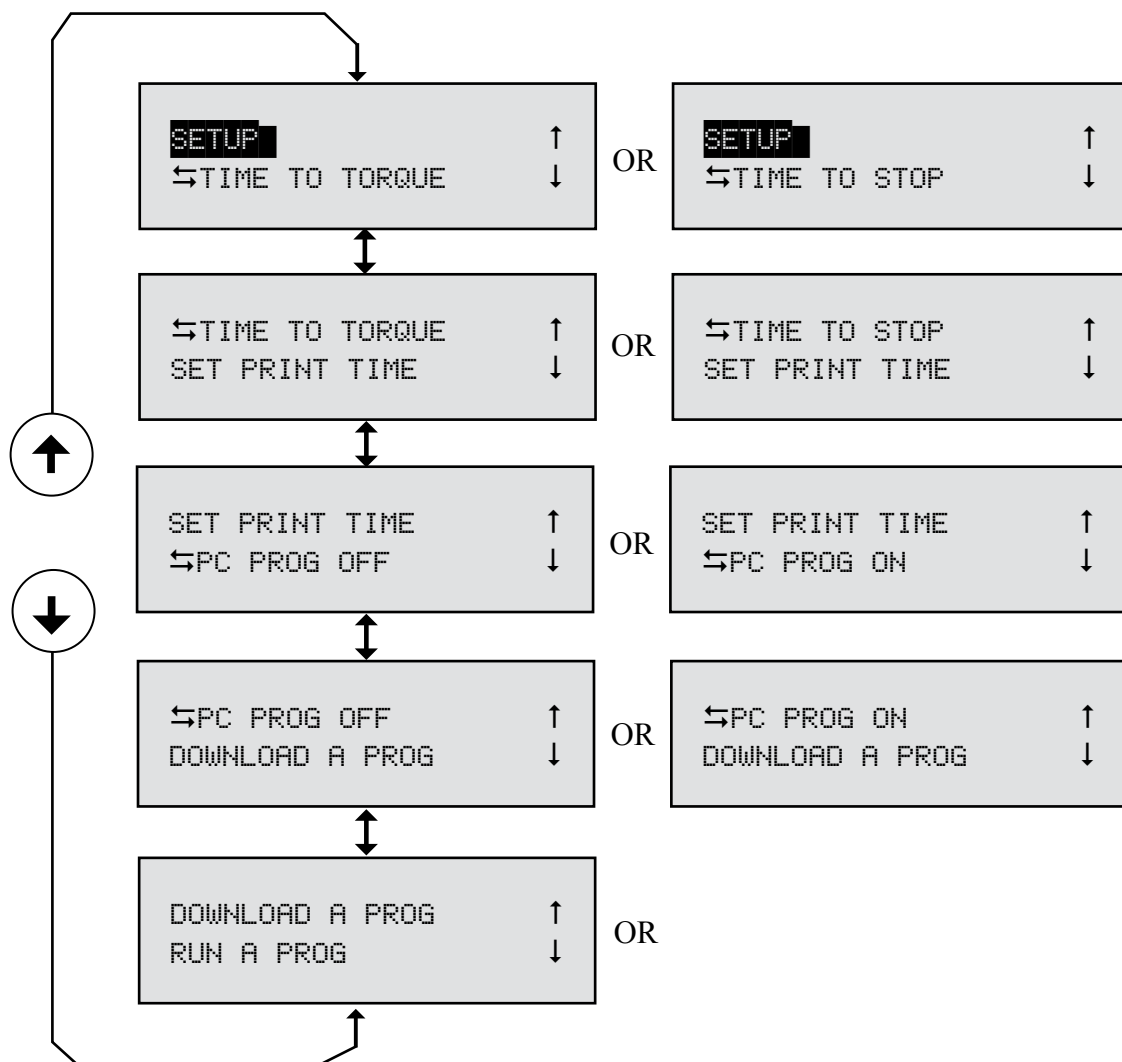 SETUP ↑
⮀TIME TO TORQUE ↓
OR
SETUP ↑
⮀TIME TO STOP ↓
⮀TIME TO TORQUE ↑
SET PRINT TIME ↓
OR
⮀TIME TO STOP ↑
SET PRINT TIME ↓
SET PRINT TIME ↑
⮀PC PROG OFF ↓
OR
SET PRINT TIME ↑
⮀PC PROG ON ↓
⮀PC PROG OFF ↑
DOWNLOAD A PROG ↓
OR
⮀PC PROG ON ↑
DOWNLOAD A PROG ↓
DOWNLOAD A PROG ↑
RUN A PROG ↓
OR